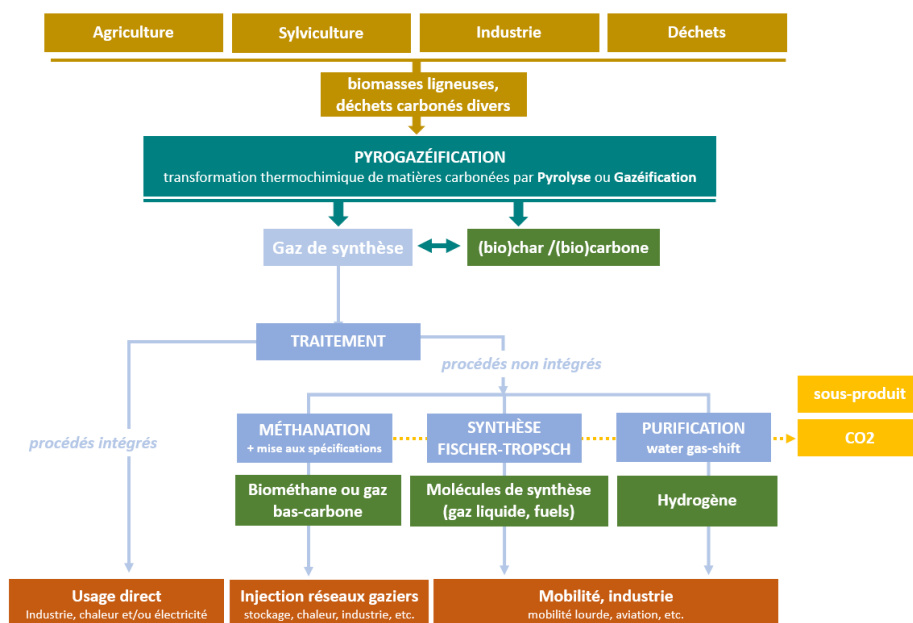 Agriculture
Sylviculture
Industrie
Déchets
biomasses ligneuses,
déchets carbonés divers
PYROGAZÉIFICATION
transformation thermochimique de matières carbonées par Pyrolyse ou Gazéification
Gaz de synthèse
(bio)char /(bio)carbone
TRAITEMENT
procédés non intégrés
procédés intégrés
sous-produit
CO2
MÉTHANATION
+ mise aux spécifications
SYNTHÈSE
FISCHER-TROPSCH
PURIFICATION
water gas-shift
Biométhane ou gaz
bas-carbone
Molécules de synthèse
(gaz liquide, fuels)
Hydrogène
Usage direct
Industrie, chaleur et/ou électricité
Injection réseaux gaziers
stockage, chaleur, industrie, etc.
Mobilité, industrie
mobilité lourde, aviation, etc.